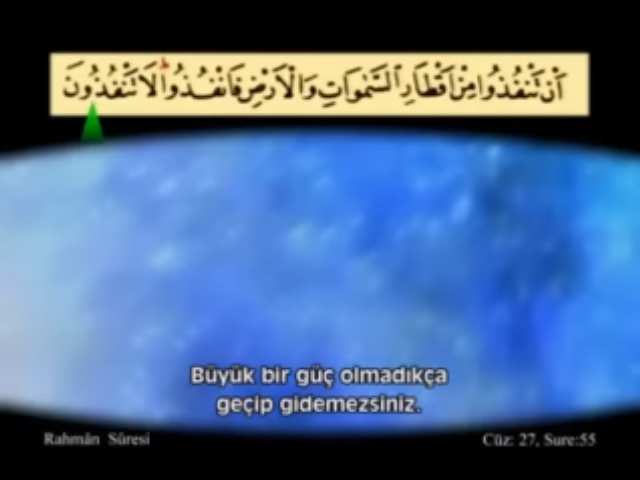 اَنْ تَنْفُذُوا مِنْ اَقْطَارِ السَّمٰوَاتِ وَالْاَرْضِ فَانْفُذُواۜ لَا تَنْفُذُونَ
Büyük bir güç olmadıkça
geçip gidemezsiniz.
Rahmân Sûresi
Cüz: 27, Sure:55